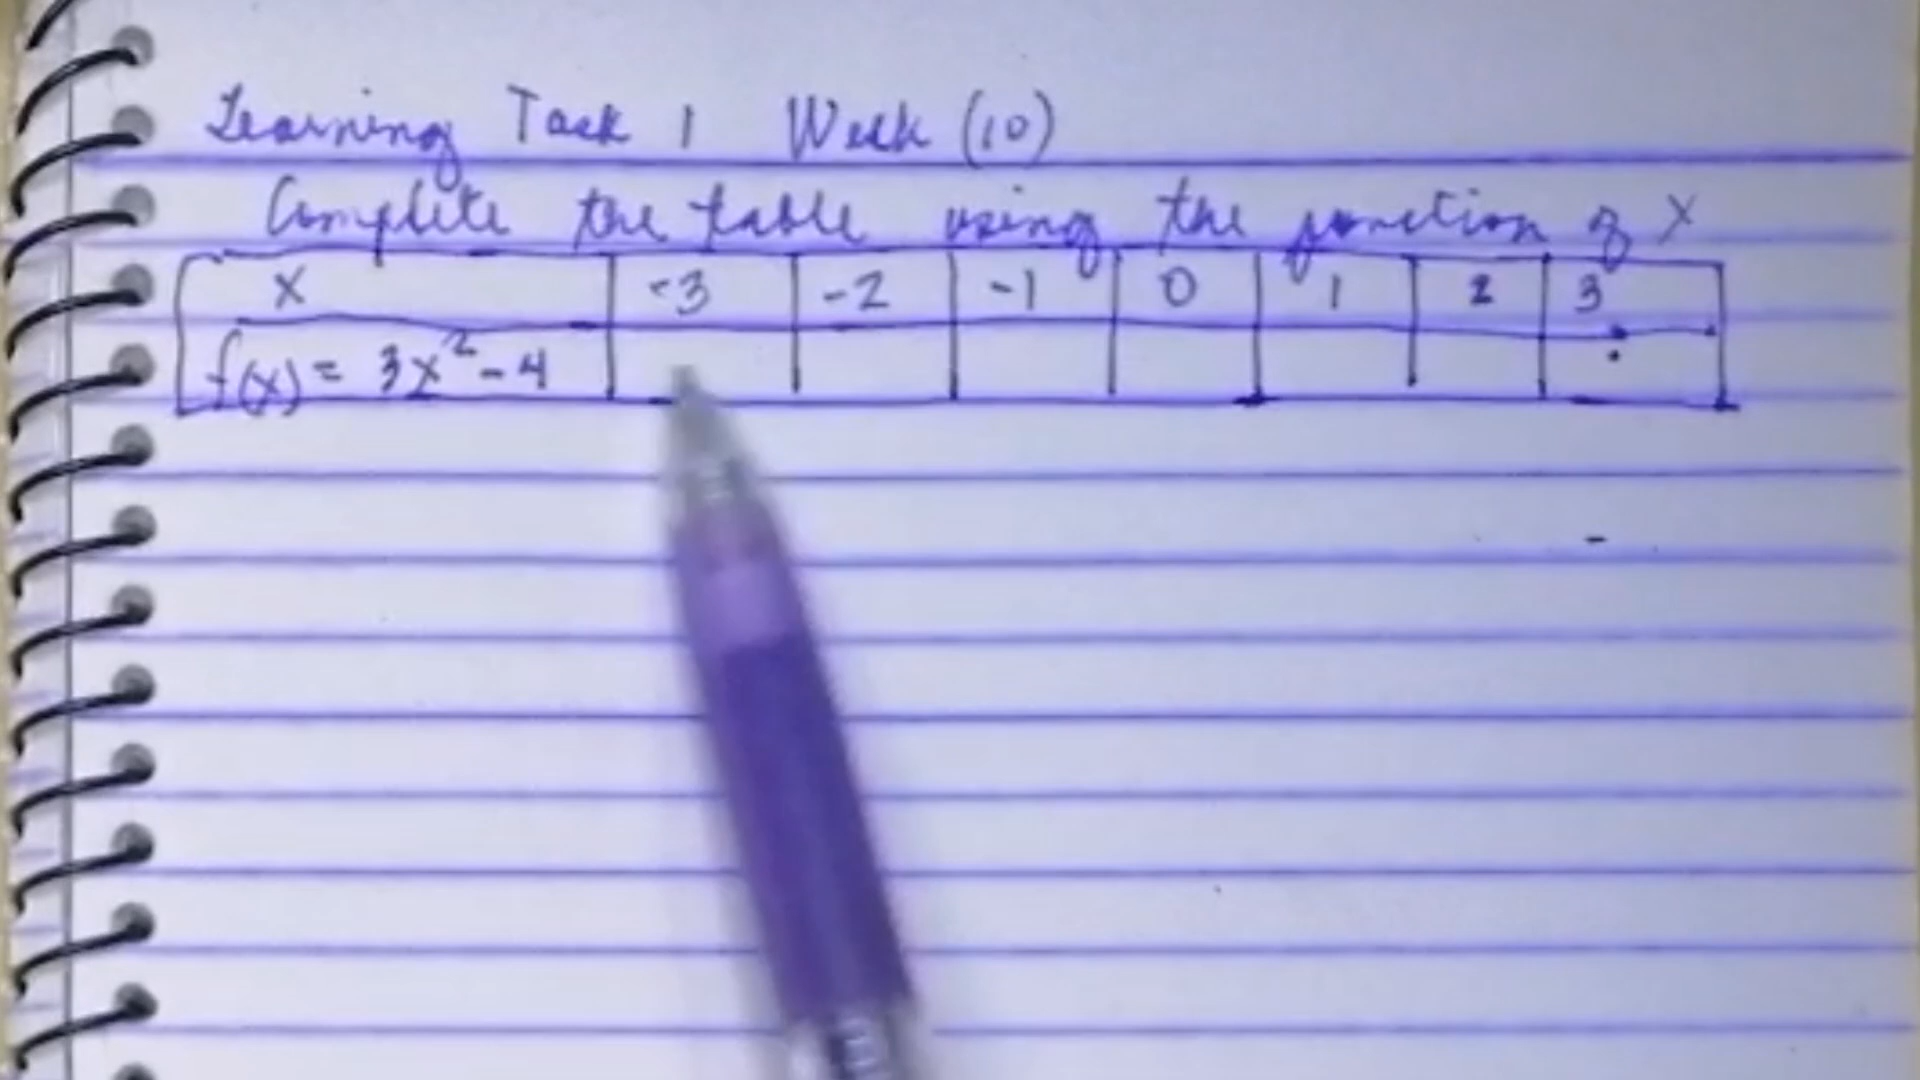 Learning Task 1 Week (10)
Complete the table using the function of X
X -3 -2 -1 0 1 2 3
f(x) = 3x² - 4